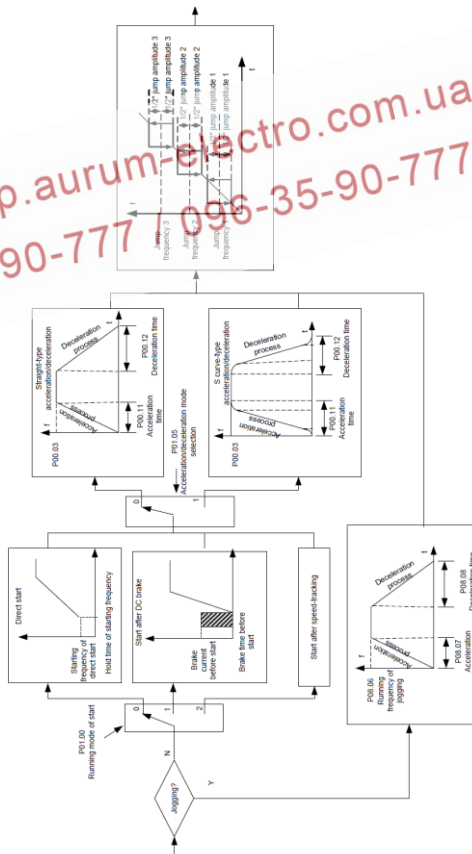 Jogging?
N
Y
P01.00
Running mode of start
0
1
2
Direct start
Starting
frequency of
direct start
Hold time of starting frequency
Start after DC brake
Brake
current
before start
Brake time before
start
Start after speed-tracking
P08.06
Running
frequency of
jogging
f
Acceleration
process
Deceleration
process
t
P08.07
Acceleration
P08.08
0
1
P01.05
Acceleration/deceleration mode
selection
Straight-type
acceleration/deceleration
f
P00.03
Acceleration
process
Deceleration
process
t
P00.11
Acceleration
time
P00.12
Deceleration time
S curve-type
acceleration/deceleration
f
P00.03
Acceleration
process
Deceleration
process
t
P00.11
Acceleration
time
P00.12
Deceleration time
f
Jump
frequency 3
Jump
frequency 2
Jump
1/2* jump amplitude 3
1/2* jump amplitude 3
1/2* jump amplitude 2
1/2* jump amplitude 2
1/2* jump amplitude 1
1/2* jump amplitude 1
t
p.aurum-electro.com.ua
90-777
096-35-90-777